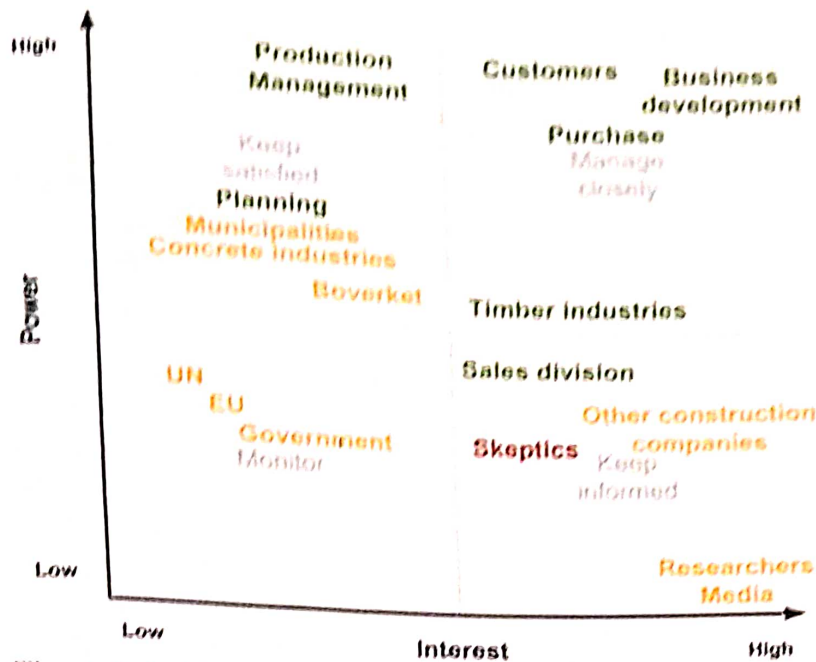 High
Production
Management
Customers
Business
development
Purchase
Keep
satisfied
Manage
closely
Planning
Municipalities
Concrete industries
Boverket
Timber industries
Power
UN
EU
Government
Monitor
Sales division
Other construction
companies
Skeptics
Keep
informed
Low
Researchers
Media
Low
Interest
High